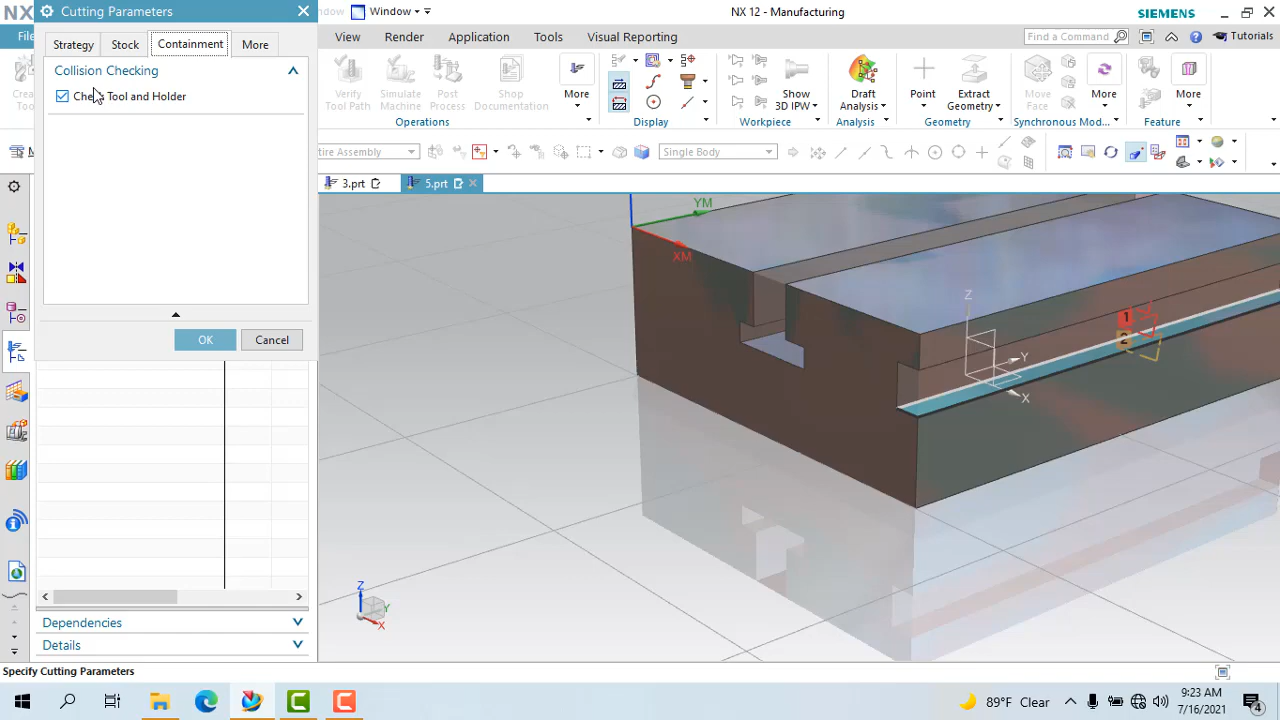 NX
Cutting Parameters
Window
NX 12 - Manufacturing
SIEMENS
View
Render
Application
Tools
Visual Reporting
Find a Command
Tutorials
Strategy
Stock
Containment
More
Collision Checking
Check Tool and Holder
OK
Cancel
Verify
Tool Path
Simulate
Machine
Post
Process
Shop
Documentation
More
Operations
Display
Show
3D IPW
Workpiece
Draft
Analysis
Analysis
Point
Extract
Geometry
Geometry
Move
Face
More
Synchronous Mod...
More
Feature
ntire Assembly
Single Body
3.prt
5.prt
YM
XM
Z
Y
X
1
2
Z
Y
X
Dependencies
Details
Specify Cutting Parameters
89°F Clear
9:23 AM
7/16/2021
4